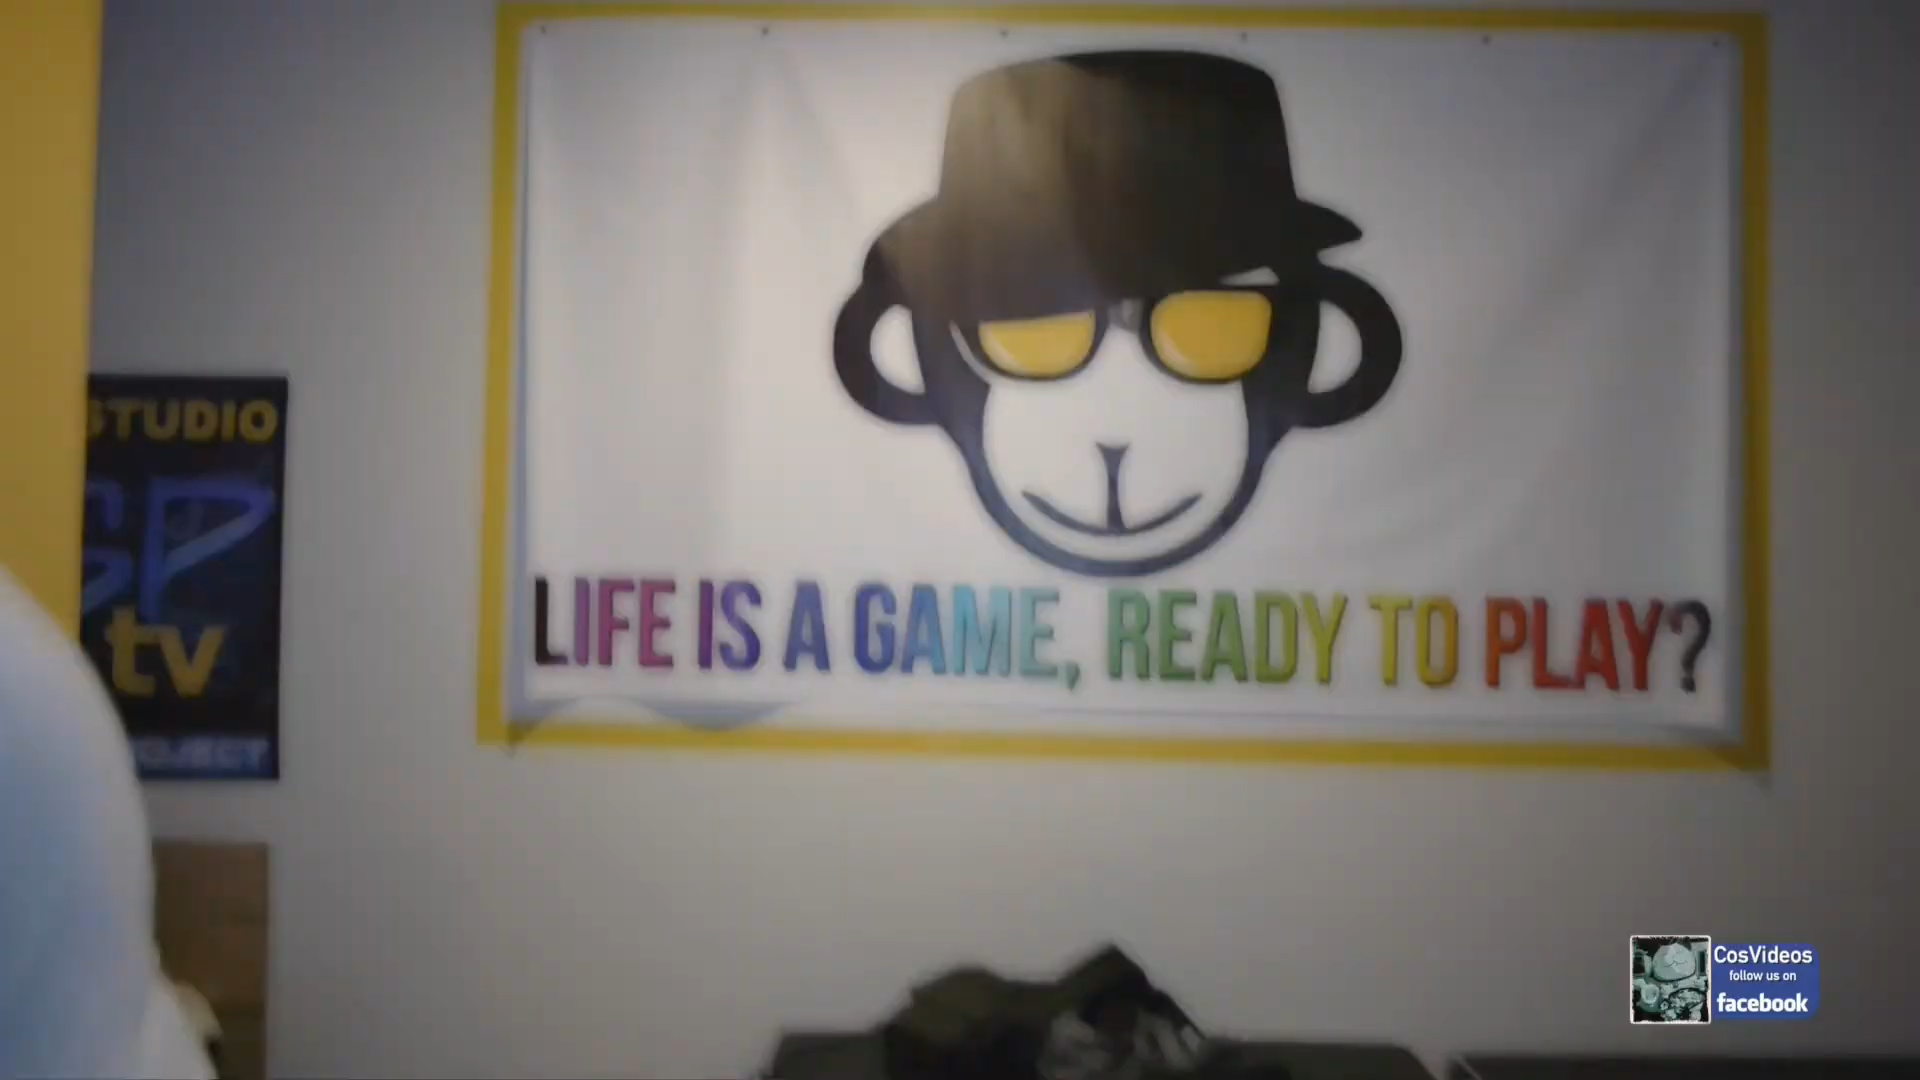 LIFE IS A GAME, READY TO PLAY?
STUDIO
tv
CosVideos
follow us on
facebook